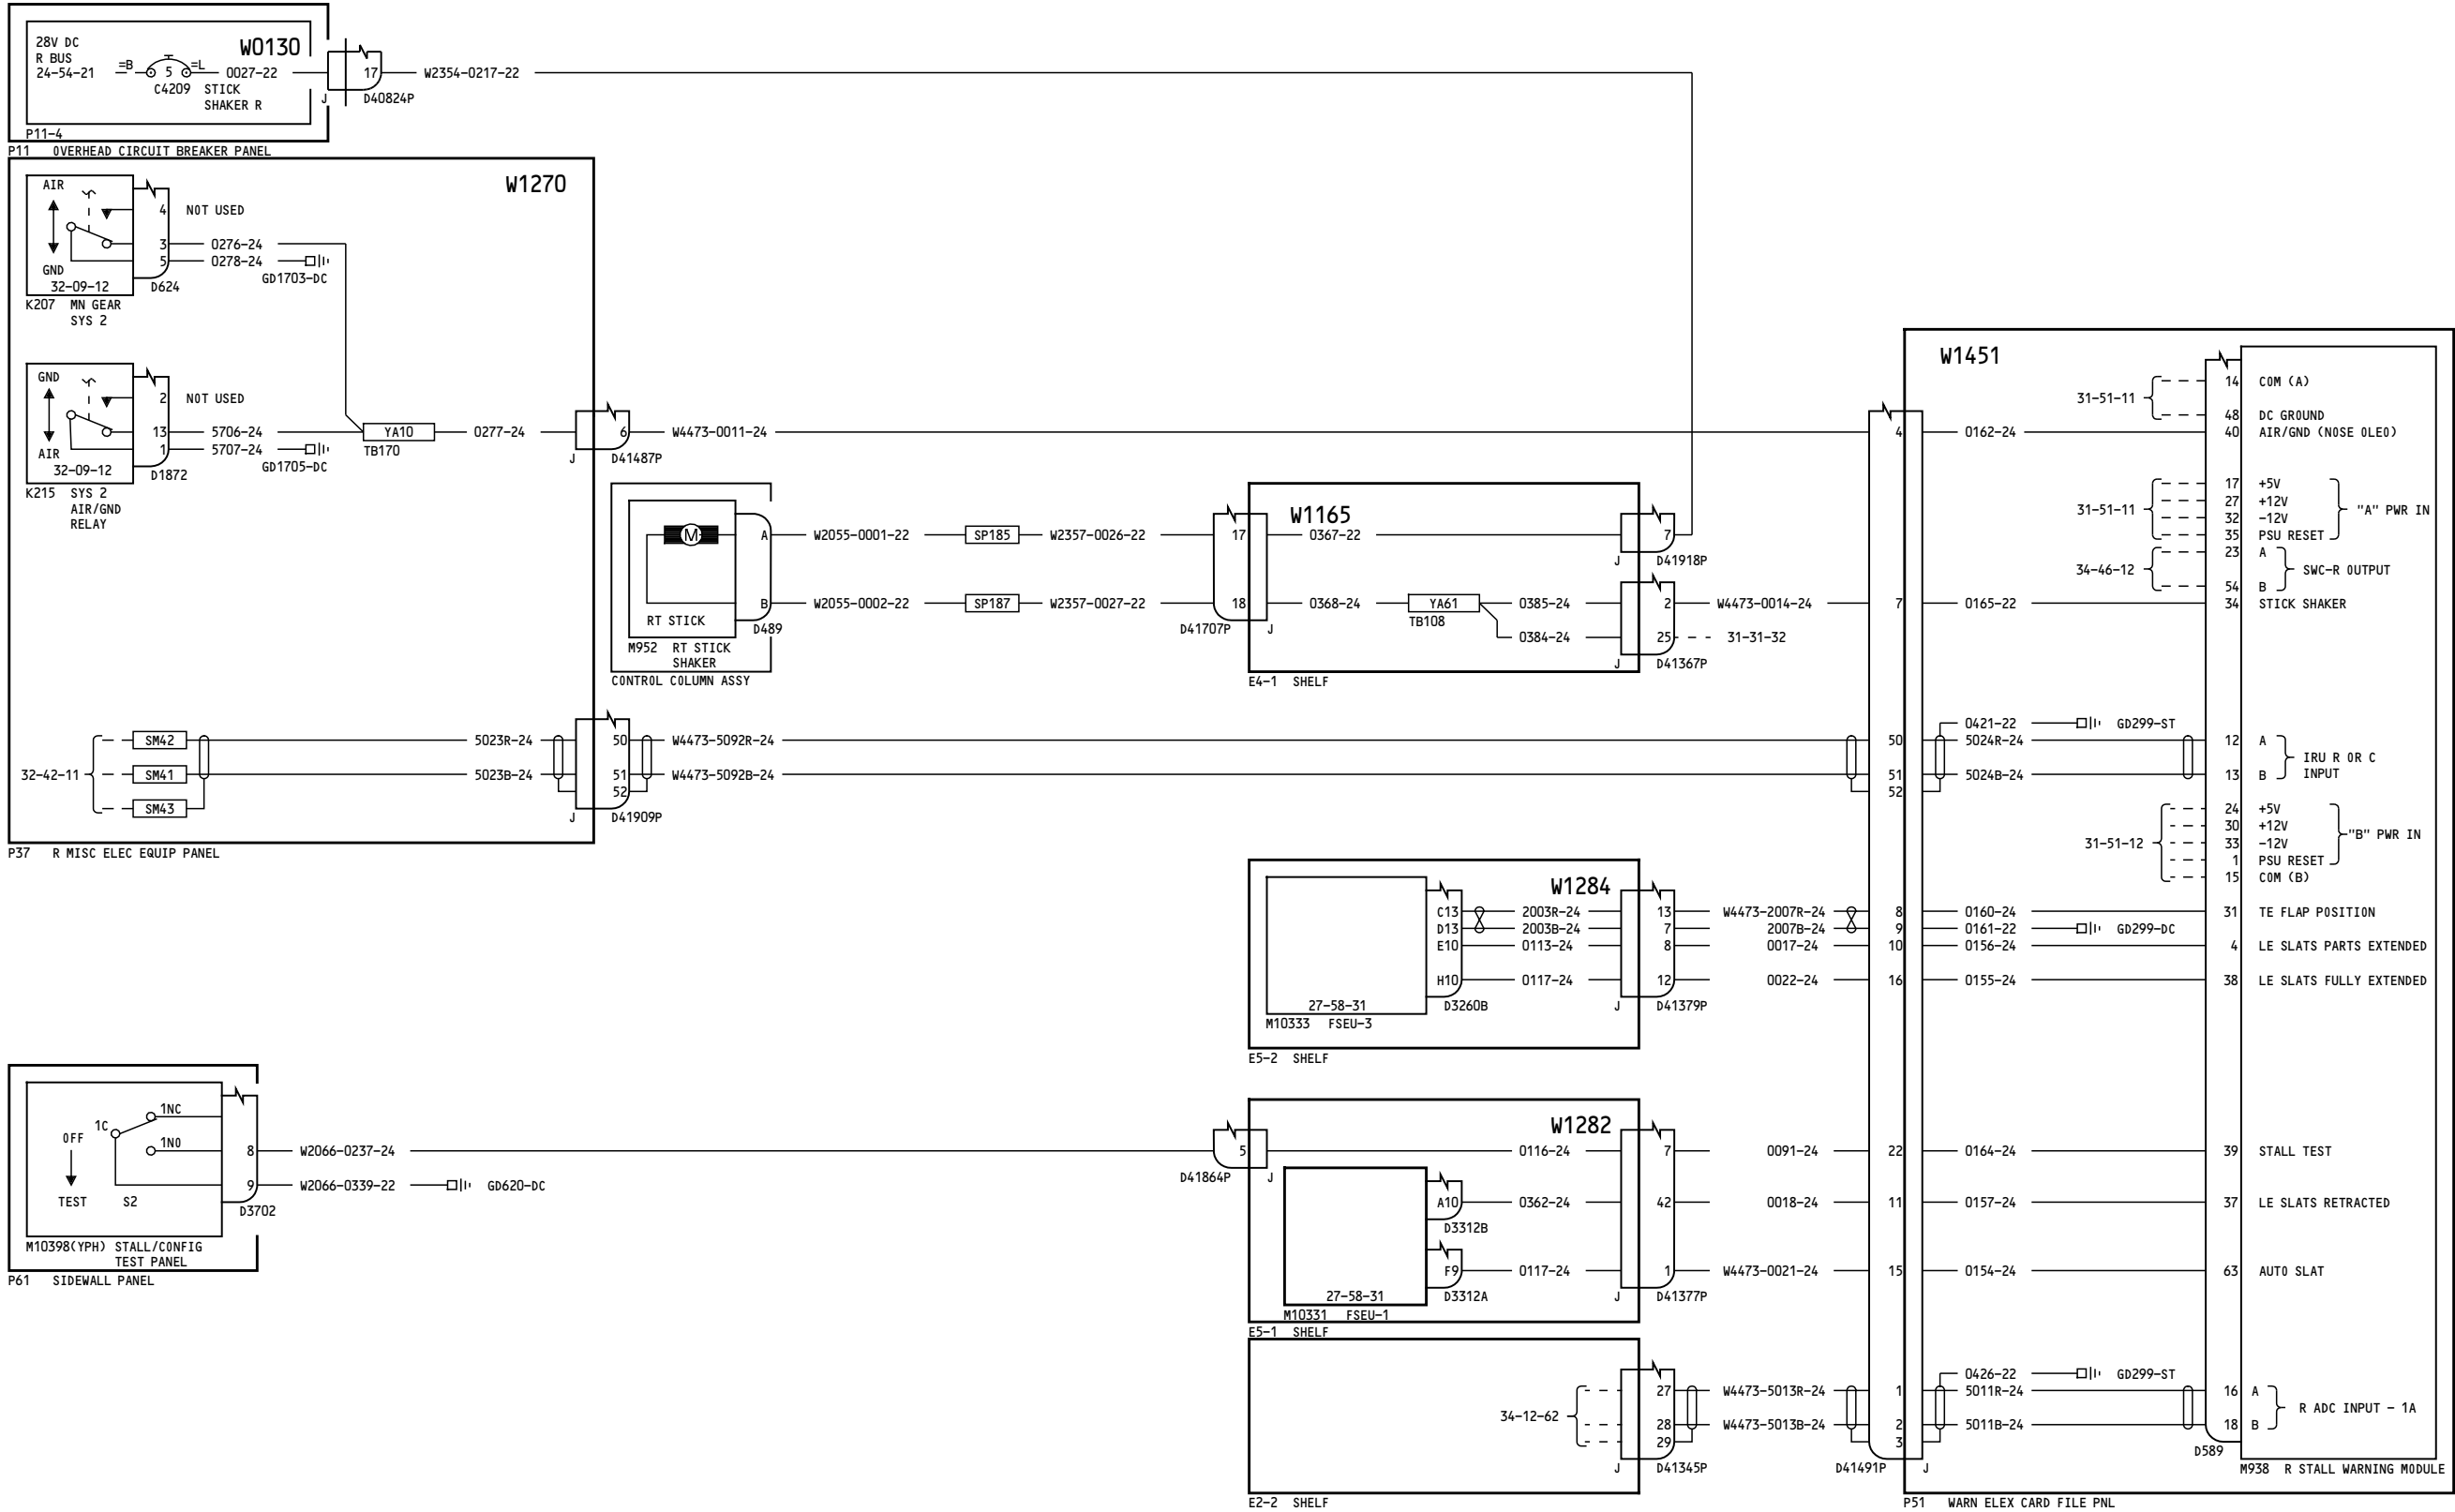 28V DC
R BUS
24-54-21
=B
5
=L
W0130
0027-22
C4209 STICK
SHAKER R
J
17
D40824P
W2354-0217-22
P11-4
P11 OVERHEAD CIRCUIT BREAKER PANEL
W1270
AIR
GND
32-09-12
K207 MN GEAR
SYS 2
4 NOT USED
3 0276-24
5 0278-24
GD1703-DC
D624
GND
AIR
32-09-12
K215 SYS 2
AIR/GND
RELAY
2 NOT USED
13 5706-24
1 5707-24
GD1705-DC
D1872
YA10
TB170
0277-24
J
6
D41487P
W4473-0011-24
32-42-11
SM42
SM41
SM43
5023R-24
5023B-24
50
51
52
J
D41909P
W4473-5092R-24
W4473-5092B-24
P37 R MISC ELEC EQUIP PANEL
M
RT STICK
A
B
D489
M952 RT STICK
SHAKER
CONTROL COLUMN ASSY
W2055-0001-22
SP185
W2357-0026-22
W2055-0002-22
SP187
W2357-0027-22
17
18
D41707P
J
W1165
0367-22
7
J
D41918P
0368-24
YA61
TB108
0385-24
0384-24
2
25
J
D41367P
W4473-0014-24
31-31-32
E4-1 SHELF
W1284
27-58-31
M10333 FSEU-3
C13
D13
E10
H10
D3260B
2003R-24
2003B-24
0113-24
0117-24
13
7
8
12
J
D41379P
W4473-2007R-24
2007B-24
0017-24
0022-24
E5-2 SHELF
OFF
TEST
1C
1NC
1NO
S2
8
9
D3702
M10398(YPH) STALL/CONFIG
TEST PANEL
P61 SIDEWALL PANEL
W2066-0237-24
W2066-0339-22
GD620-DC
5
D41864P
J
W1282
0116-24
27-58-31
M10331 FSEU-1
A10
D3312B
F9
D3312A
0362-24
0117-24
7
42
1
J
D41377P
0091-24
0018-24
W4473-0021-24
E5-1 SHELF
34-12-62
27
28
29
J
D41345P
W4473-5013R-24
W4473-5013B-24
E2-2 SHELF
W1451
4
7
50
51
52
8
9
10
16
22
11
15
1
2
3
D41491P
J
0162-24
0165-22
0421-22
GD299-ST
5024R-24
5024B-24
0160-24
0161-22
GD299-DC
0156-24
0155-24
0164-24
0157-24
0154-24
0426-22
GD299-ST
5011R-24
5011B-24
31-51-11
14 COM (A)
48 DC GROUND
40 AIR/GND (NOSE OLEO)
31-51-11
17 +5V
27 +12V
32 -12V
35 PSU RESET
"A" PWR IN
34-46-12
23 A
54 B
SWC-R OUTPUT
34 STICK SHAKER
12 A
13 B
IRU R OR C
INPUT
31-51-12
24 +5V
30 +12V
33 -12V
1 PSU RESET
"B" PWR IN
15 COM (B)
31 TE FLAP POSITION
4 LE SLATS PARTS EXTENDED
38 LE SLATS FULLY EXTENDED
39 STALL TEST
37 LE SLATS RETRACTED
63 AUTO SLAT
16 A
18 B
R ADC INPUT - 1A
D589
M938 R STALL WARNING MODULE
P51 WARN ELEX CARD FILE PNL